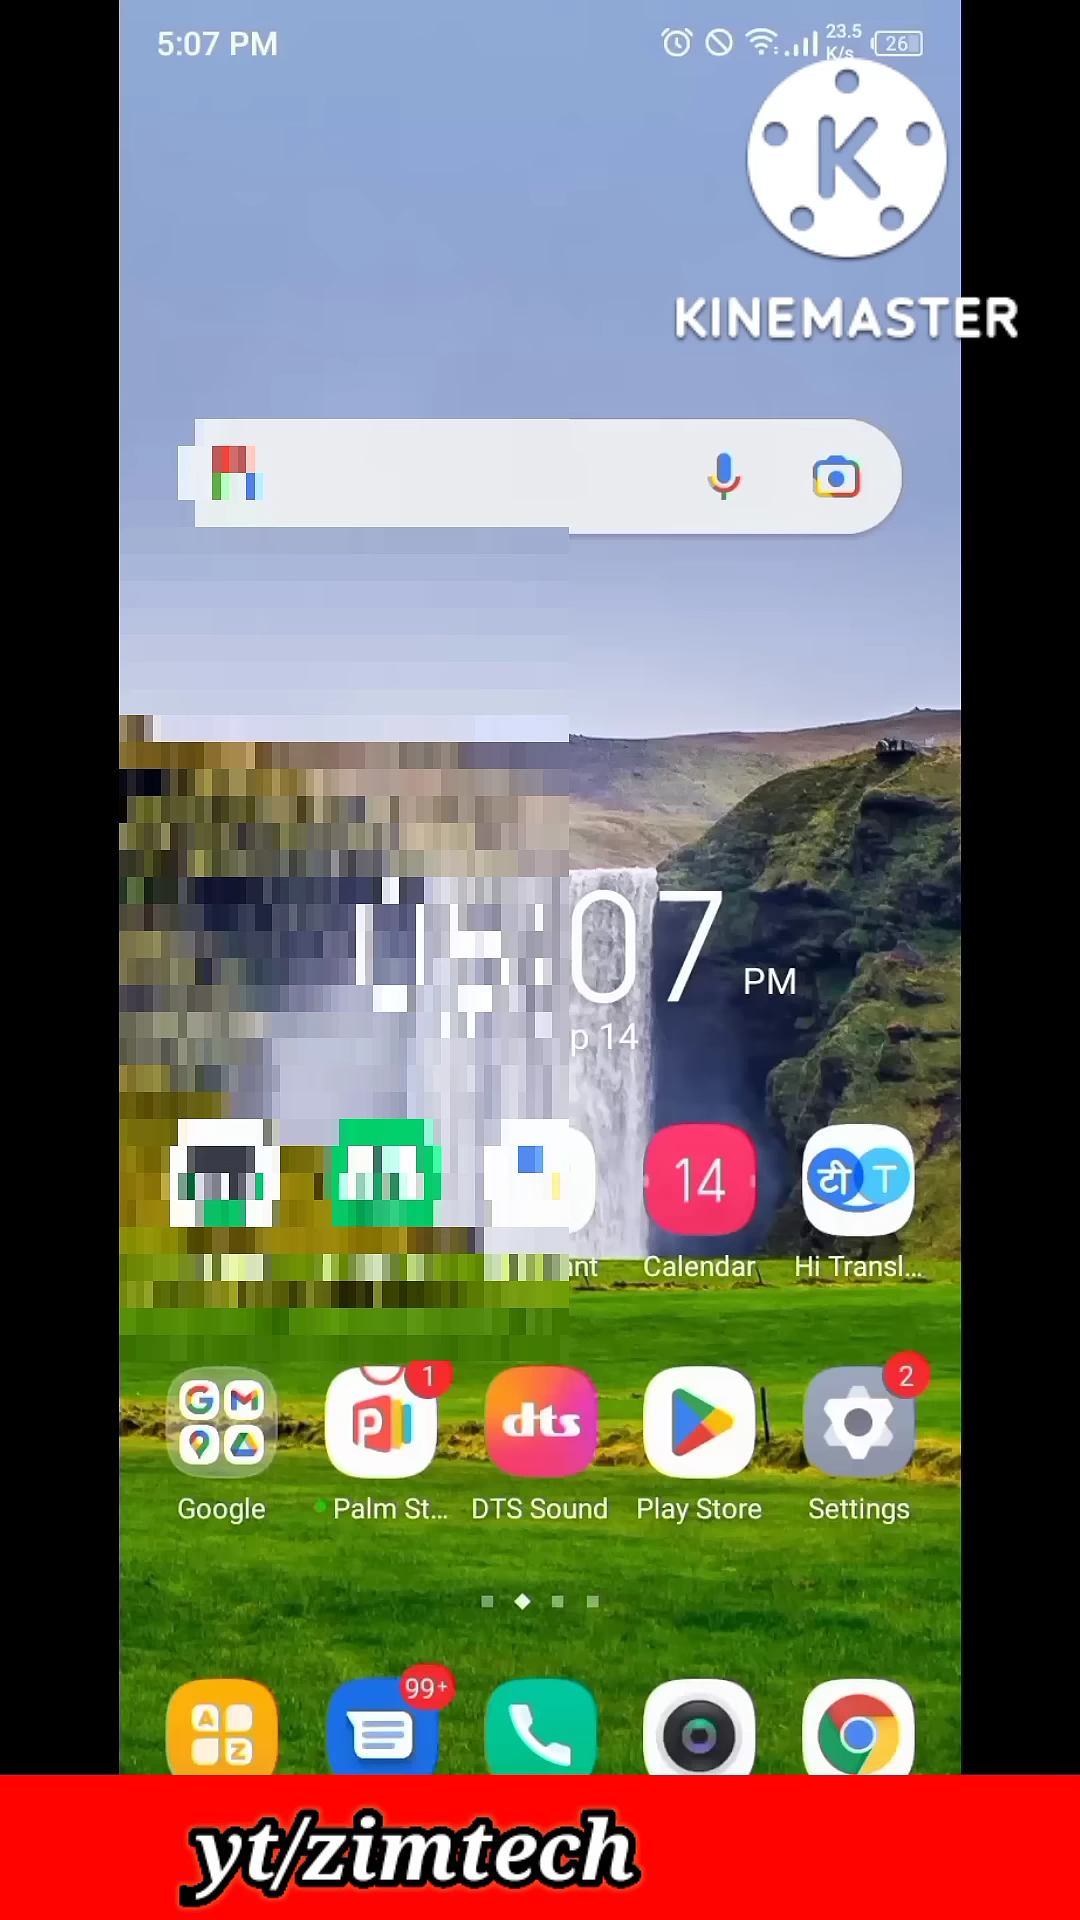 5:07 PM
23.5
K/s
26
K
KINEMASTER
07 PM
p 14
14
टी T
Calendar
Hi Transl...
1
2
dts
Google
Palm St...
DTS Sound
Play Store
Settings
99+
A
Z
yt/zimtech